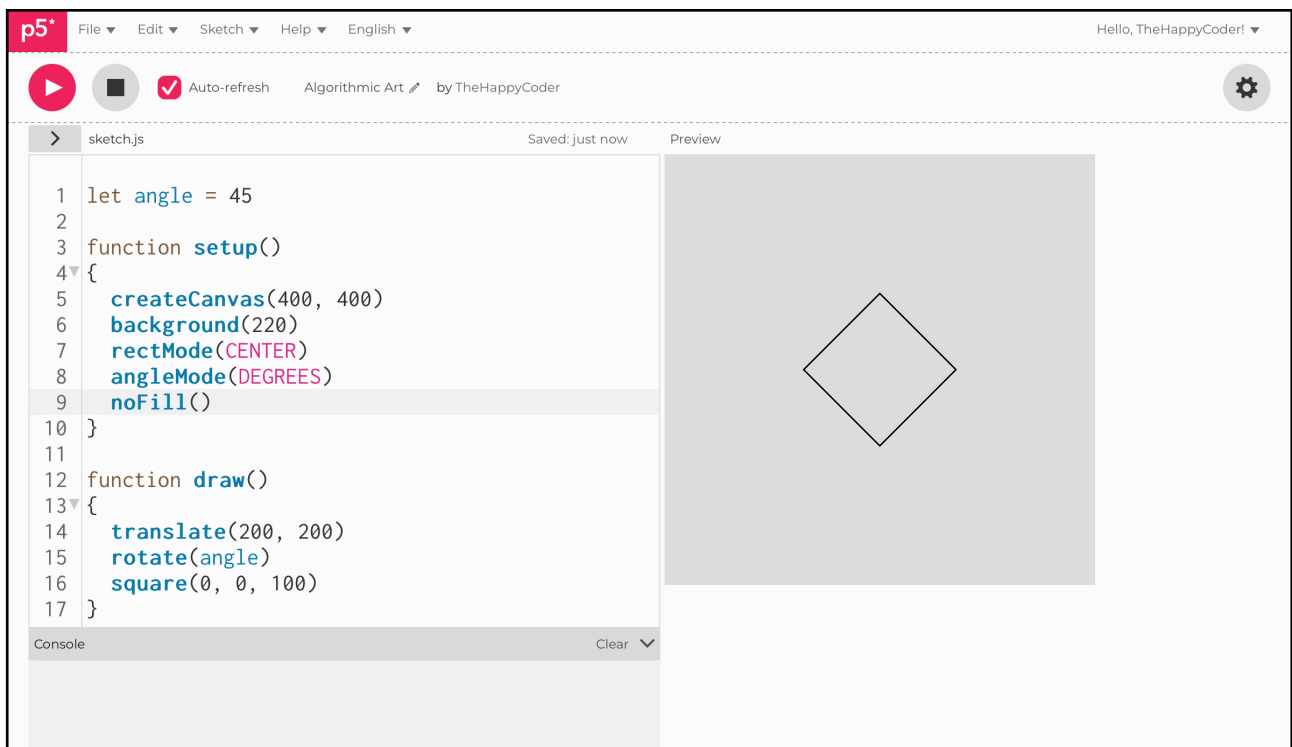 p5* File Edit Sketch Help English Hello, TheHappyCoder!
Auto-refresh Algorithmic Art by TheHappyCoder
sketch.js Saved: just now Preview
1 let angle = 45
2
3 function setup()
4 {
5 createCanvas(400, 400)
6 background(220)
7 rectMode(CENTER)
8 angleMode(DEGREES)
9 noFill()
10 }
11
12 function draw()
13 {
14 translate(200, 200)
15 rotate(angle)
16 square(0, 0, 100)
17 }
Console Clear